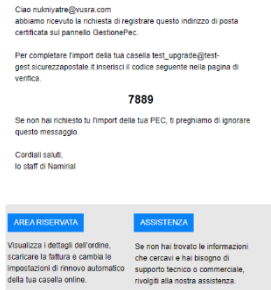 Ciao nukniyatre@vusra.com
abbiamo ricevuto la richiesta di registrare questo indirizzo di posta
certificata sul pannello GestionePec.
Per completare l'import della tua casella test_upgrade@test-
gest.sicurezzapostale.it inserisci il codice seguente nella pagina di
verifica.
7889
Se non hai richiesto tu l'import della tua PEC, ti preghiamo di ignorare
questo messaggio.
Cordiali saluti,
lo staff di Namirial
AREA RISERVATA
Visualizza i dettagli dell'ordine,
scaricare la fattura e cambia le
impostazioni di rinnovo automatico
della tua casella online.
ASSISTENZA
Se non hai trovato le informazioni
che cercavi e hai bisogno di
supporto tecnico o commerciale,
rivolgiti alla nostra assistenza.